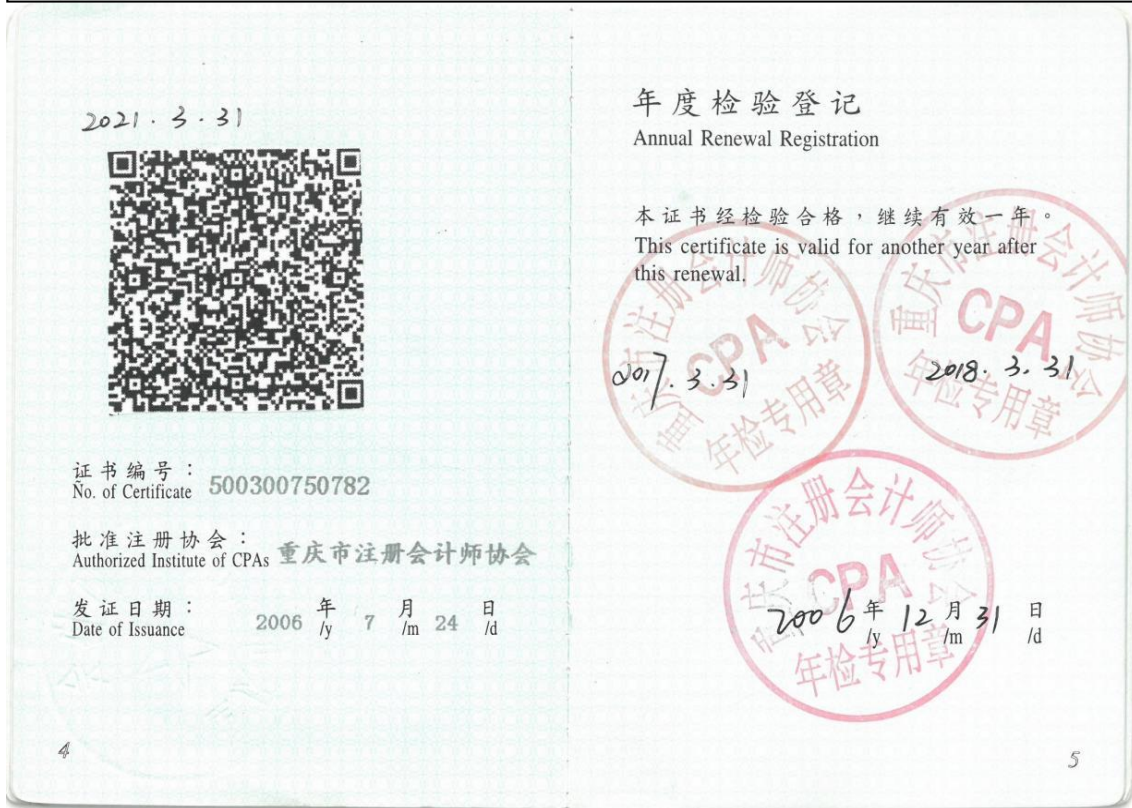 2021.3.31
证书编号：
No. of Certificate 500300750782
批准注册协会：
Authorized Institute of CPAs 重庆市注册会计师协会
发证日期：
Date of Issuance 2006 年/y 7 月/m 24 日/d
4
年度检验登记
Annual Renewal Registration
本证书经检验合格，继续有效一年。
This certificate is valid for another year after
this renewal.
重庆市注册会计师协会
CPA
年检专用章
2017.3.31
重庆市注册会计师协会
CPA
年检专用章
2018.3.31
重庆市注册会计师协会
CPA
年检专用章
2006 年/y 12 月/m 31 日/d
5